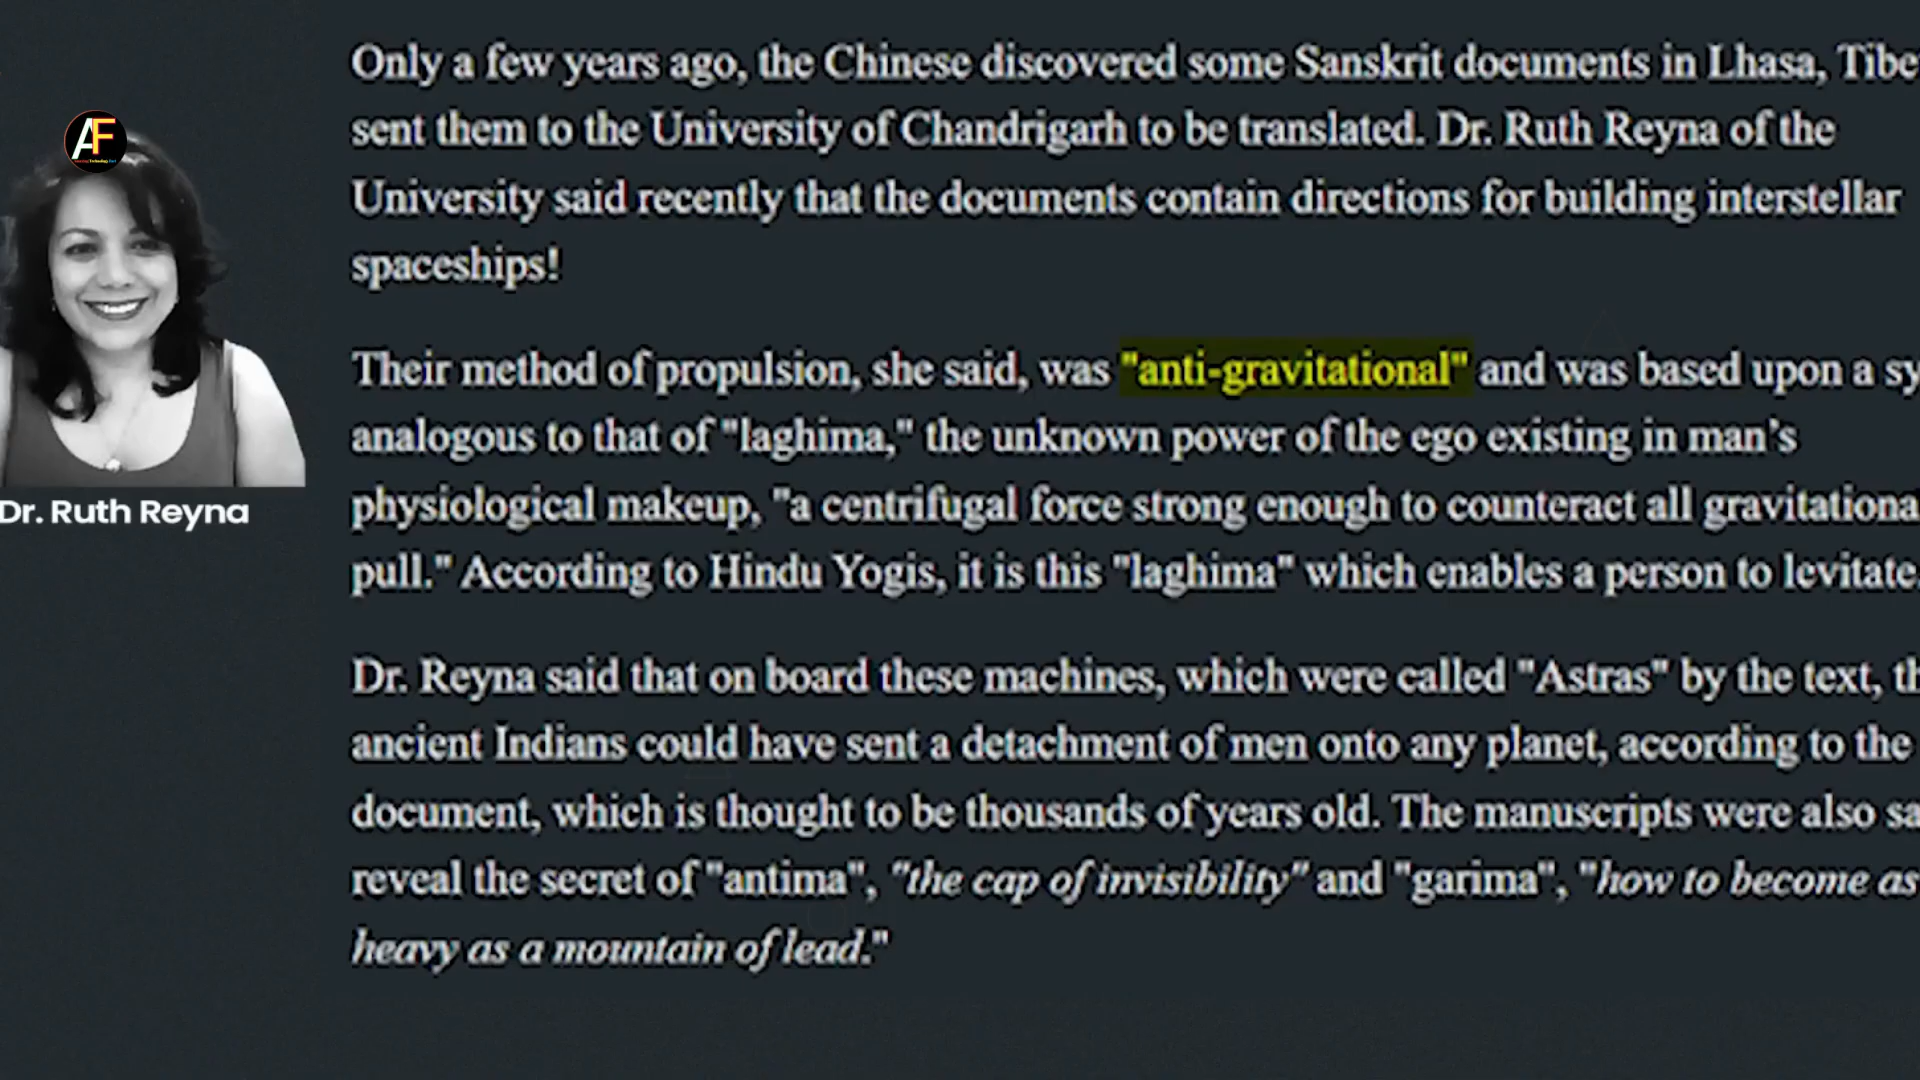 AF
Dr. Ruth Reyna
Only a few years ago, the Chinese discovered some Sanskrit documents in Lhasa,
sent them to the University of Chandrigarh to be translated. Dr. Ruth Reyna of the
University said recently that the documents contain directions for building interstellar
spaceships!
Their method of propulsion, she said, was "anti-gravitational" and was based upon a
analogous to that of "laghima," the unknown power of the ego existing in man's
physiological makeup, "a centrifugal force strong enough to counteract all
pull." According to Hindu Yogis, it is this "laghima" which enables a person to levitate.
Dr. Reyna said that on board these machines, which were called "Astras" by the text,
ancient Indians could have sent a detachment of men onto any planet, according to the
document, which is thought to be thousands of years old. The manuscripts were also
reveal the secret of "antima", "the cap of invisibility" and "garima", "how to become as
heavy as a mountain of lead."